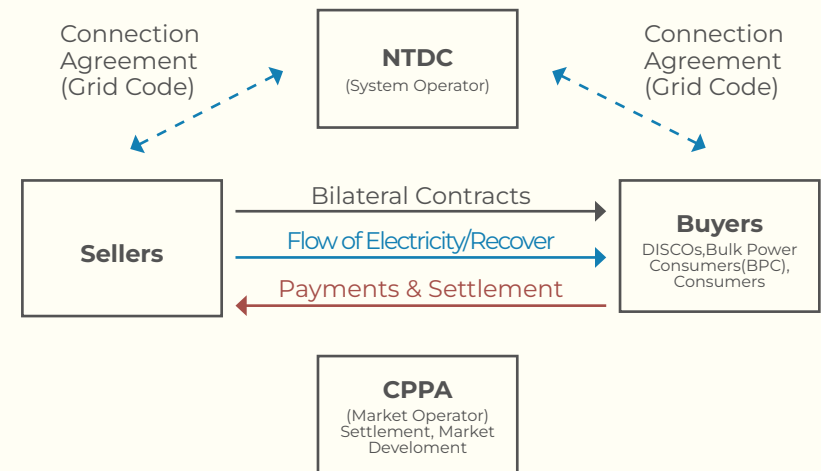 Connection
Agreement
(Grid Code)
NTDC
(System Operator)
Connection
Agreement
(Grid Code)
Sellers
Bilateral Contracts
Flow of Electricity/Recover
Payments & Settlement
Buyers
DISCOs,Bulk Power
Consumers(BPC),
Consumers
CPPA
(Market Operator)
Settlement, Market
Develoment